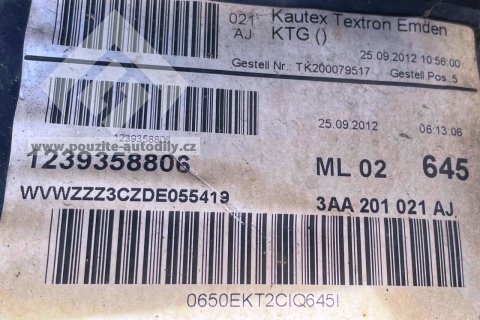 021 Kautex Textron Emden
AJ KTG ()
25.09.2012 10:56:00
Gestell Nr.: TK200079517 Gestell Pos.:5
1239358806
25.09.2012 06:13:06
www.pouzite-autodily.cz
1239358806 ML 02 645
WVWZZZ3CZDE055419 3AA 201 021 AJ
0650EKT2CIQ645I